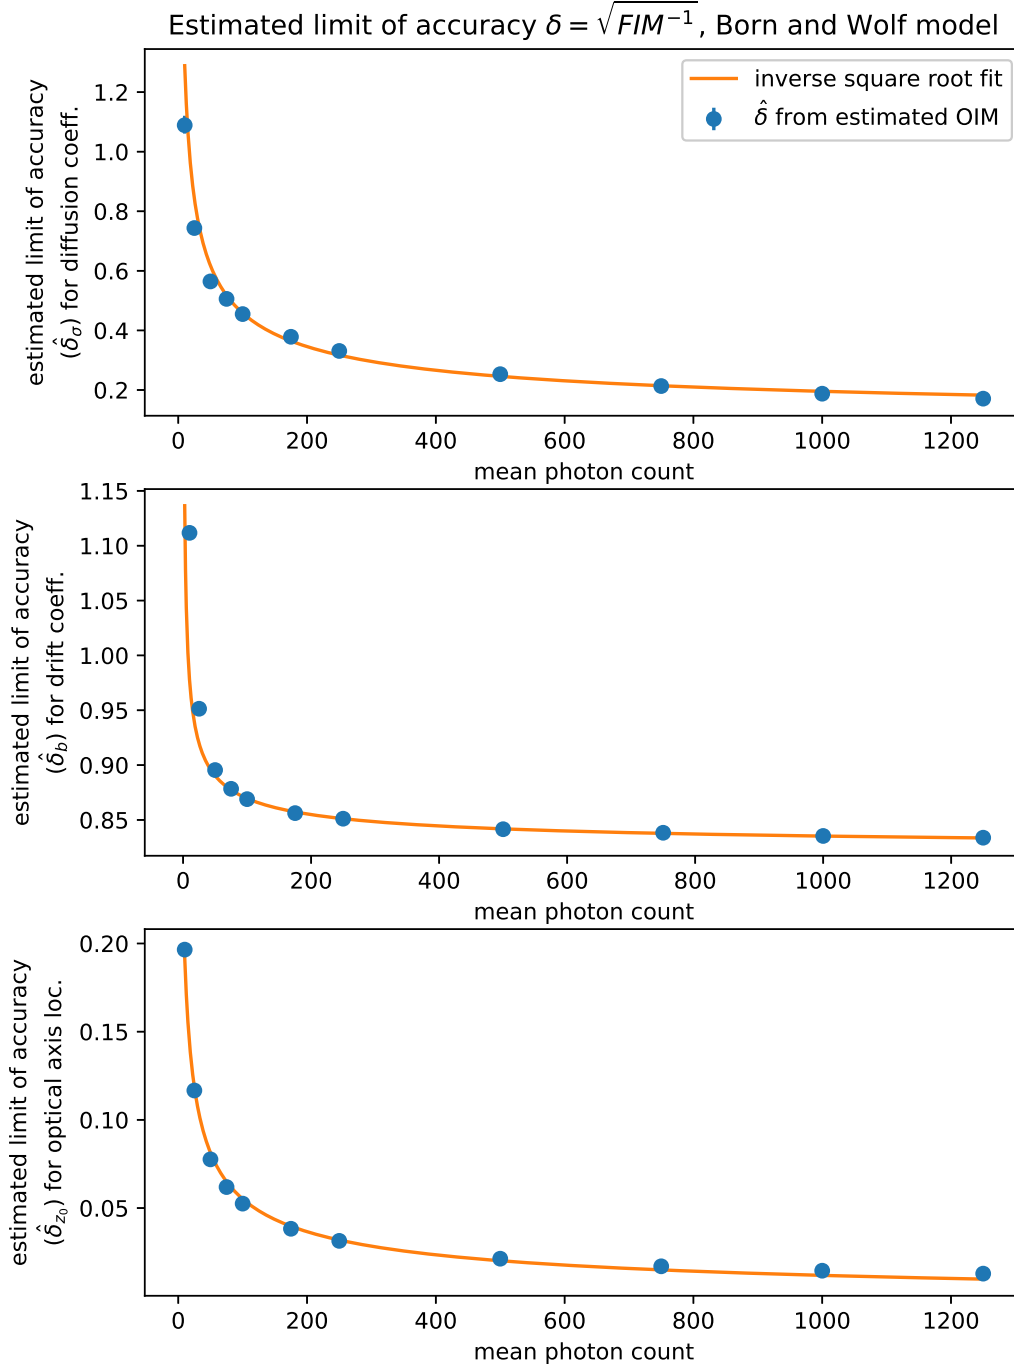 Estimated limit of accuracy δ = √FIM⁻¹, Born and Wolf model
inverse square root fit
δ̂ from estimated OIM
estimated limit of accuracy
(δ̂_σ) for diffusion coeff.
1.2
1.0
0.8
0.6
0.4
0.2
0 200 400 600 800 1000 1200
mean photon count
estimated limit of accuracy
(δ̂_b) for drift coeff.
1.15
1.10
1.05
1.00
0.95
0.90
0.85
0 200 400 600 800 1000 1200
mean photon count
estimated limit of accuracy
(δ̂_z₀) for optical axis loc.
0.20
0.15
0.10
0.05
0 200 400 600 800 1000 1200
mean photon count